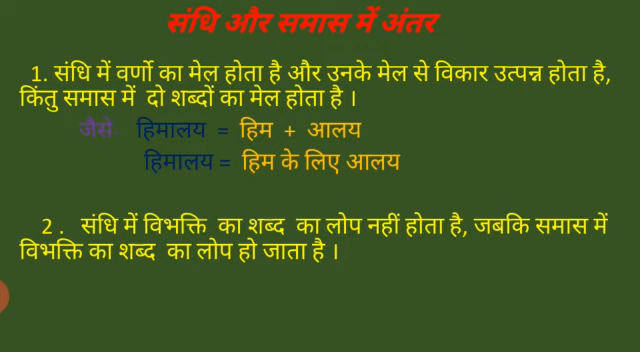 संधि और समास में अंतर
1. संधि में वर्णो का मेल होता है और उनके मेल से विकार उत्पन्न होता है,
किंतु समास में दो शब्दों का मेल होता है ।
जैसे- हिमालय = हिम + आलय
हिमालय = हिम के लिए आलय
2 . संधि में विभक्ति का शब्द का लोप नहीं होता है, जबकि समास में
विभक्ति का शब्द का लोप हो जाता है ।